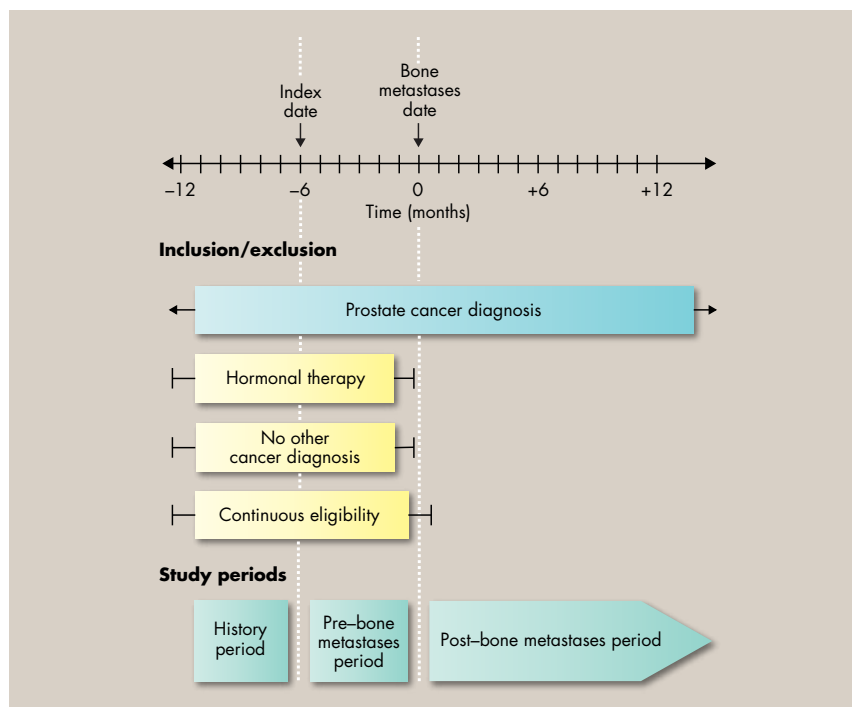 Index
date
Bone
metastases
date
–12
–6
0
+6
+12
Time (months)
Inclusion/exclusion
Prostate cancer diagnosis
Hormonal therapy
No other
cancer diagnosis
Continuous eligibility
Study periods
History
period
Pre–bone
metastases
period
Post–bone metastases period